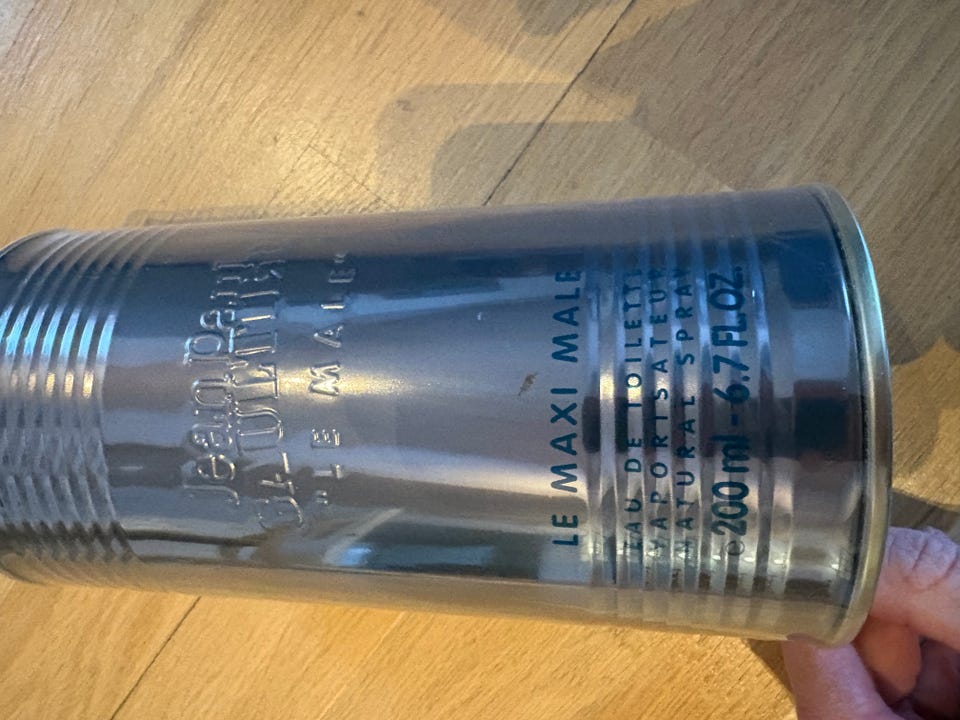 Jean Paul
GAULTIER
"LE MALE"
LE MAXI MALE
EAU DE TOILETTE
VAPORISATEUR
NATURAL SPRAY
℮200 ml - 6.7 FL.OZ.